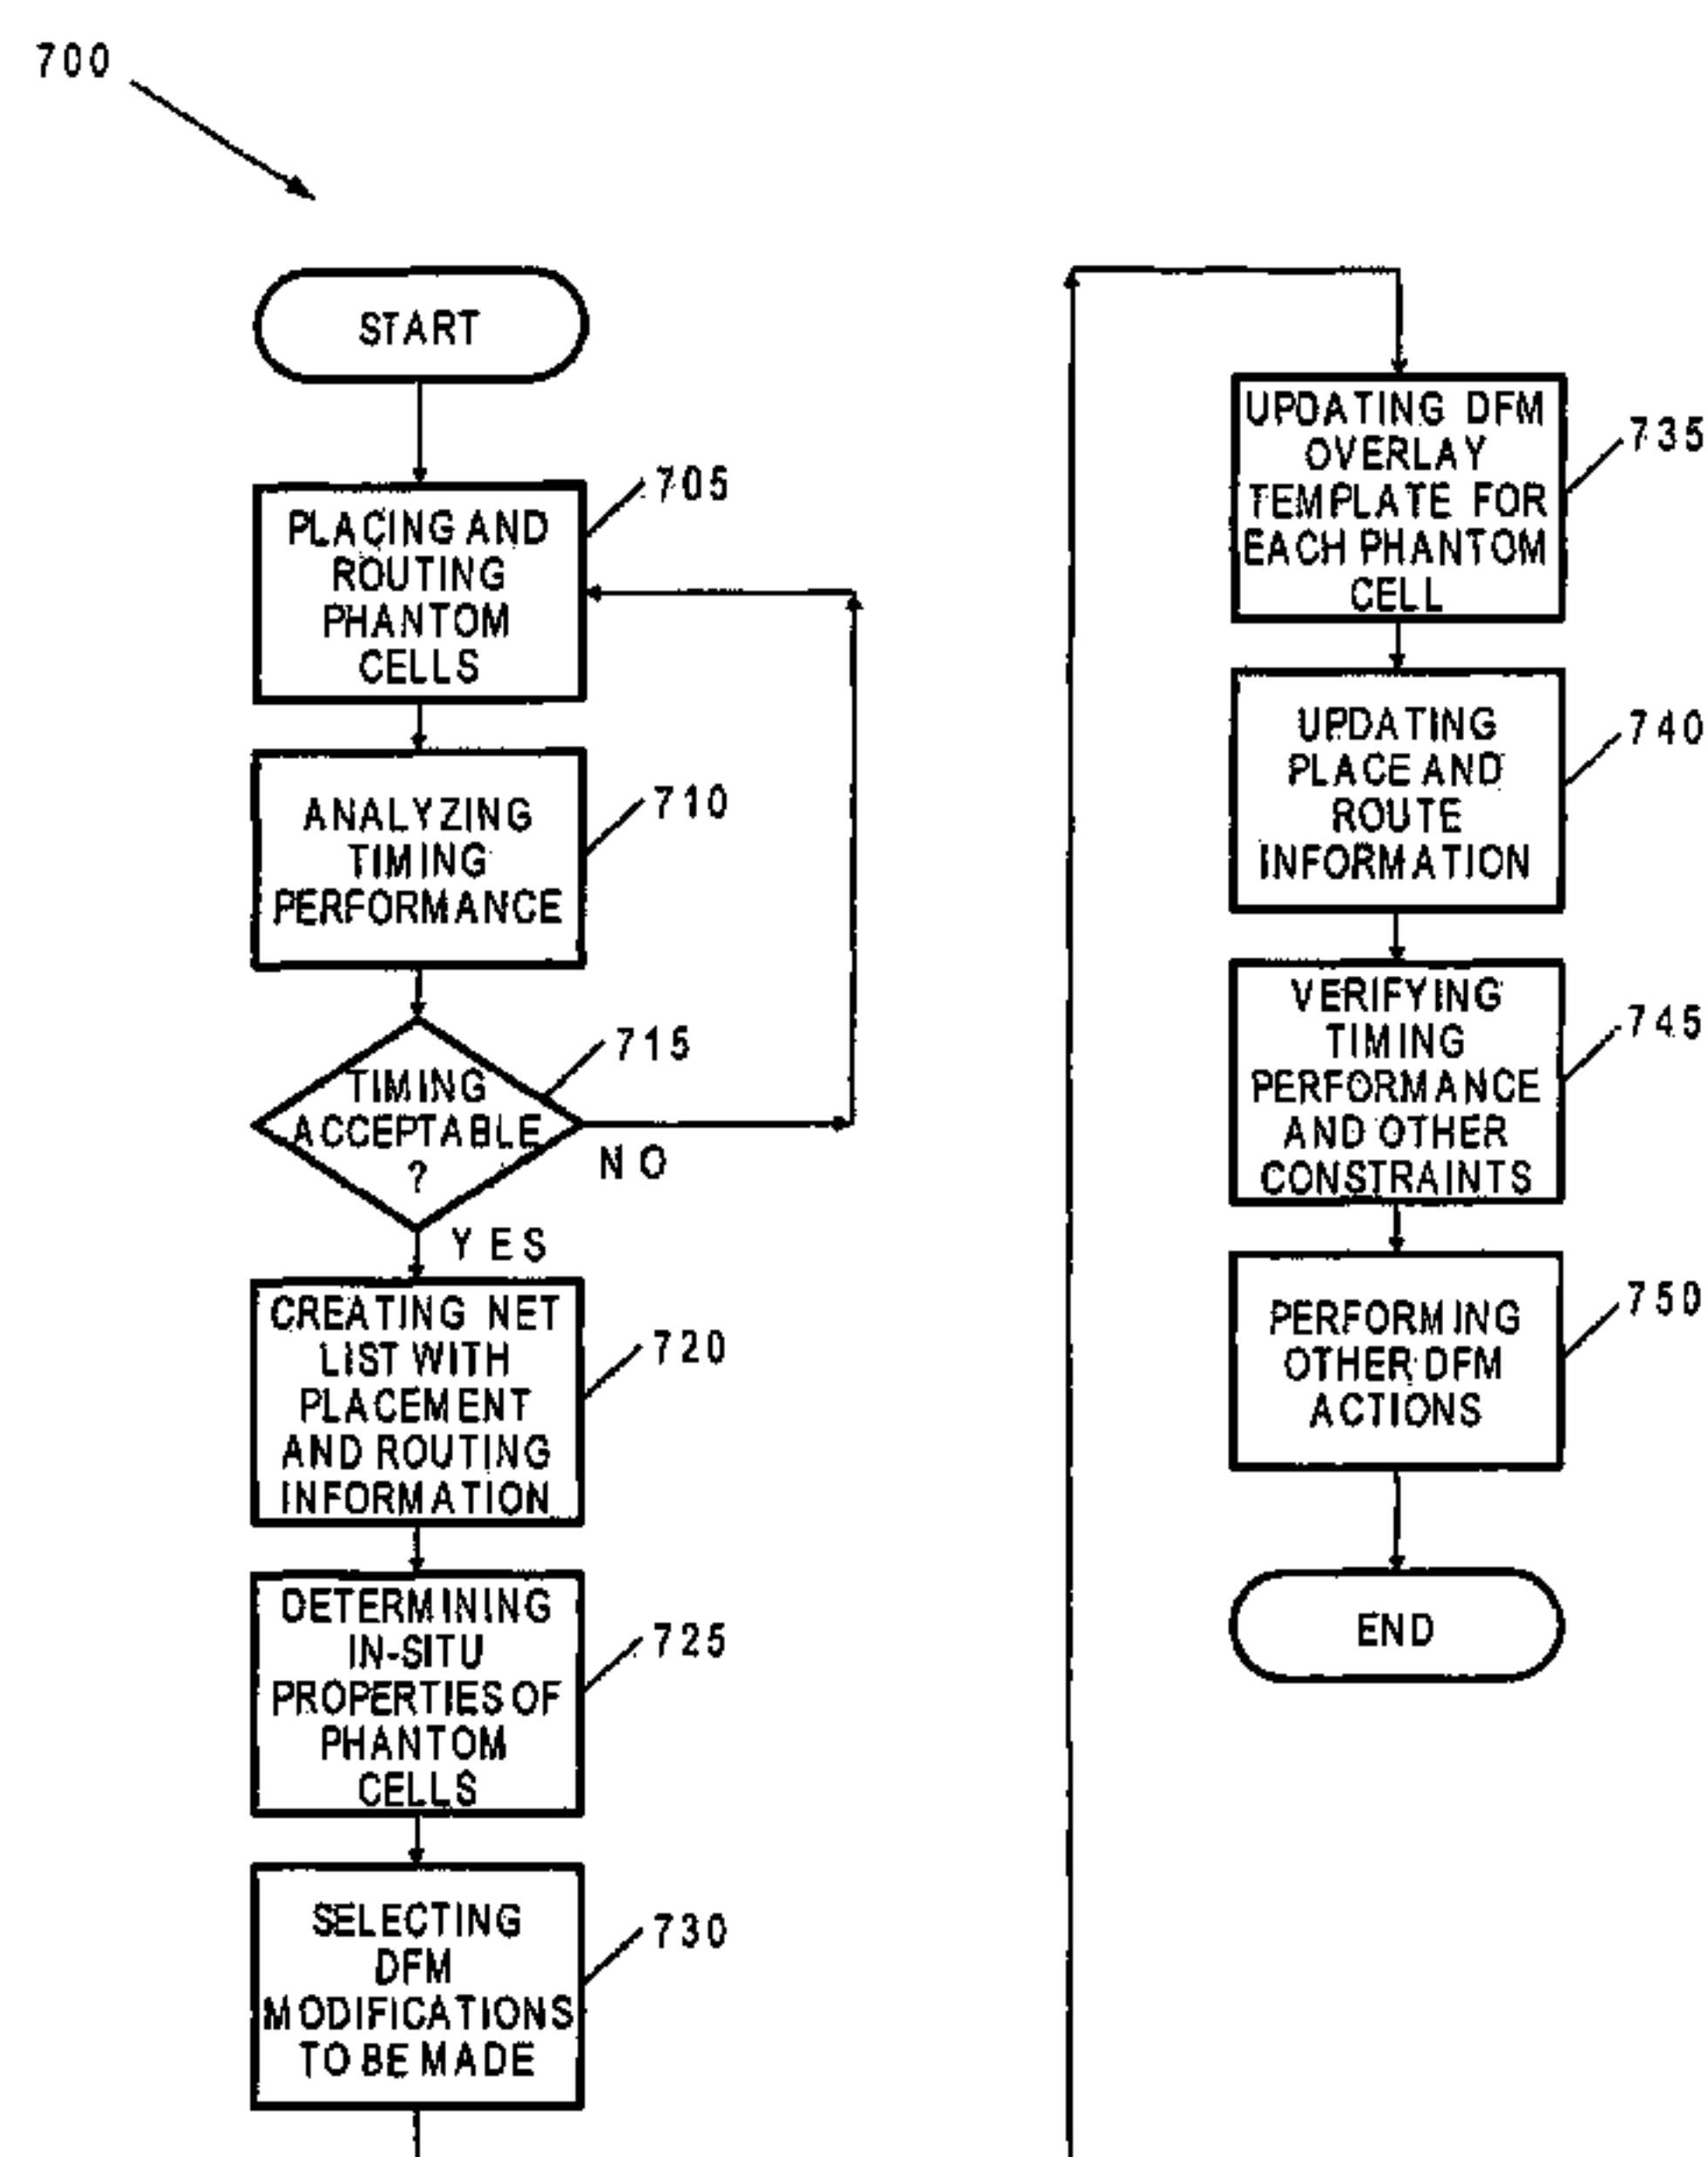 700
START
PLACING AND
ROUTING
PHANTOM
CELLS
705
ANALYZING
TIMING
PERFORMANCE
710
TIMING
ACCEPTABLE
?
715
NO
YES
CREATING NET
LIST WITH
PLACEMENT
AND ROUTING
INFORMATION
720
DETERMINING
IN-SITU
PROPERTIES OF
PHANTOM
CELLS
725
SELECTING
DFM
MODIFICATIONS
TO BE MADE
730
UPDATING DFM
OVERLAY
TEMPLATE FOR
EACH PHANTOM
CELL
735
UPDATING
PLACE AND
ROUTE
INFORMATION
740
VERIFYING
TIMING
PERFORMANCE
AND OTHER
CONSTRAINTS
745
PERFORMING
OTHER DFM
ACTIONS
750
END